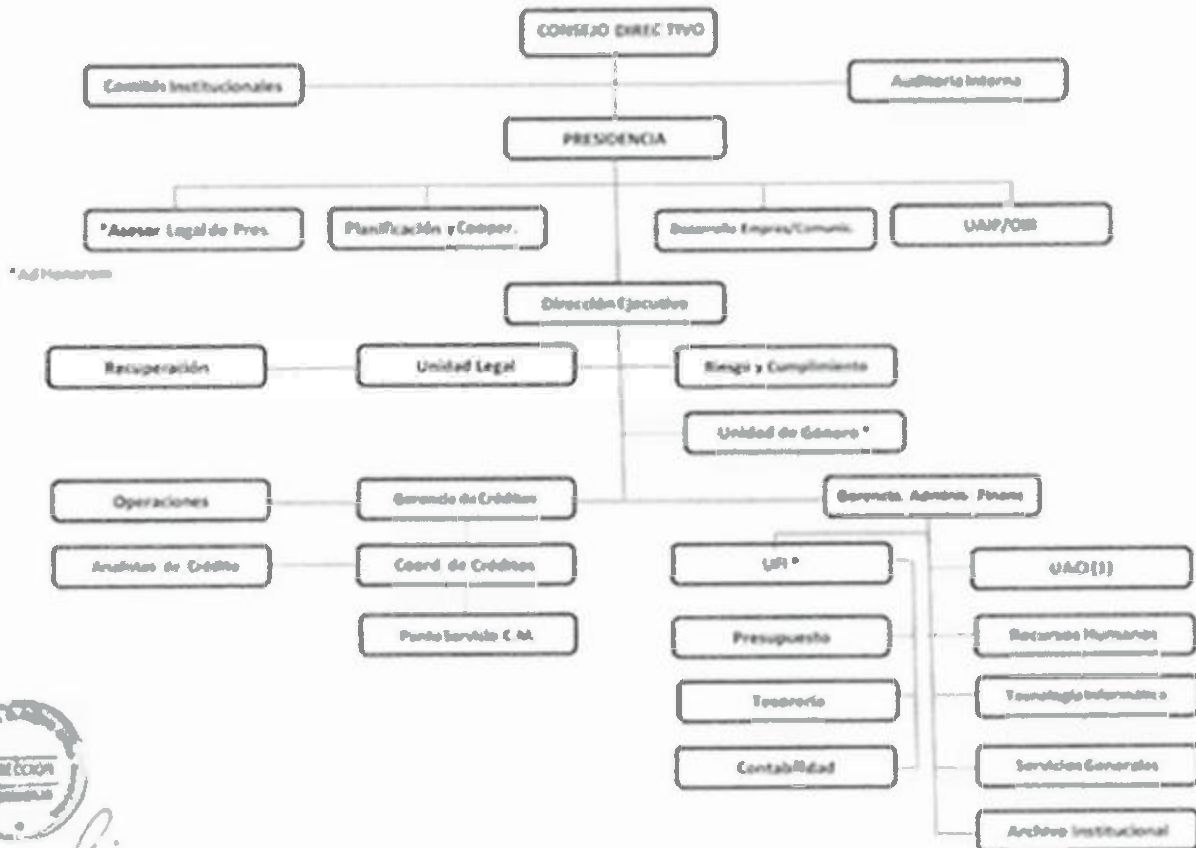 CONSEJO DIRECTIVO
Comités Institucionales
Auditoria Interna
PRESIDENCIA
*Asesor Legal de Pres.
Planificación y Cooper.
Desarrollo Empres/Comunic.
UAIP/OIR
*Ad Honorem
Dirección Ejecutiva
Recuperación
Unidad Legal
Riesgo y Cumplimiento
Unidad de Género *
Operaciones
Gerencia de Créditos
Gerencia. Adminis. Financ
Analistas de Crédito
Coord. de Créditos
UFI *
UACI (1)
Punto Servicio C. M.
Presupuesto
Recursos Humanos
Tesorería
Tecnología Informática
Contabilidad
Servicios Generales
Archivo Institucional